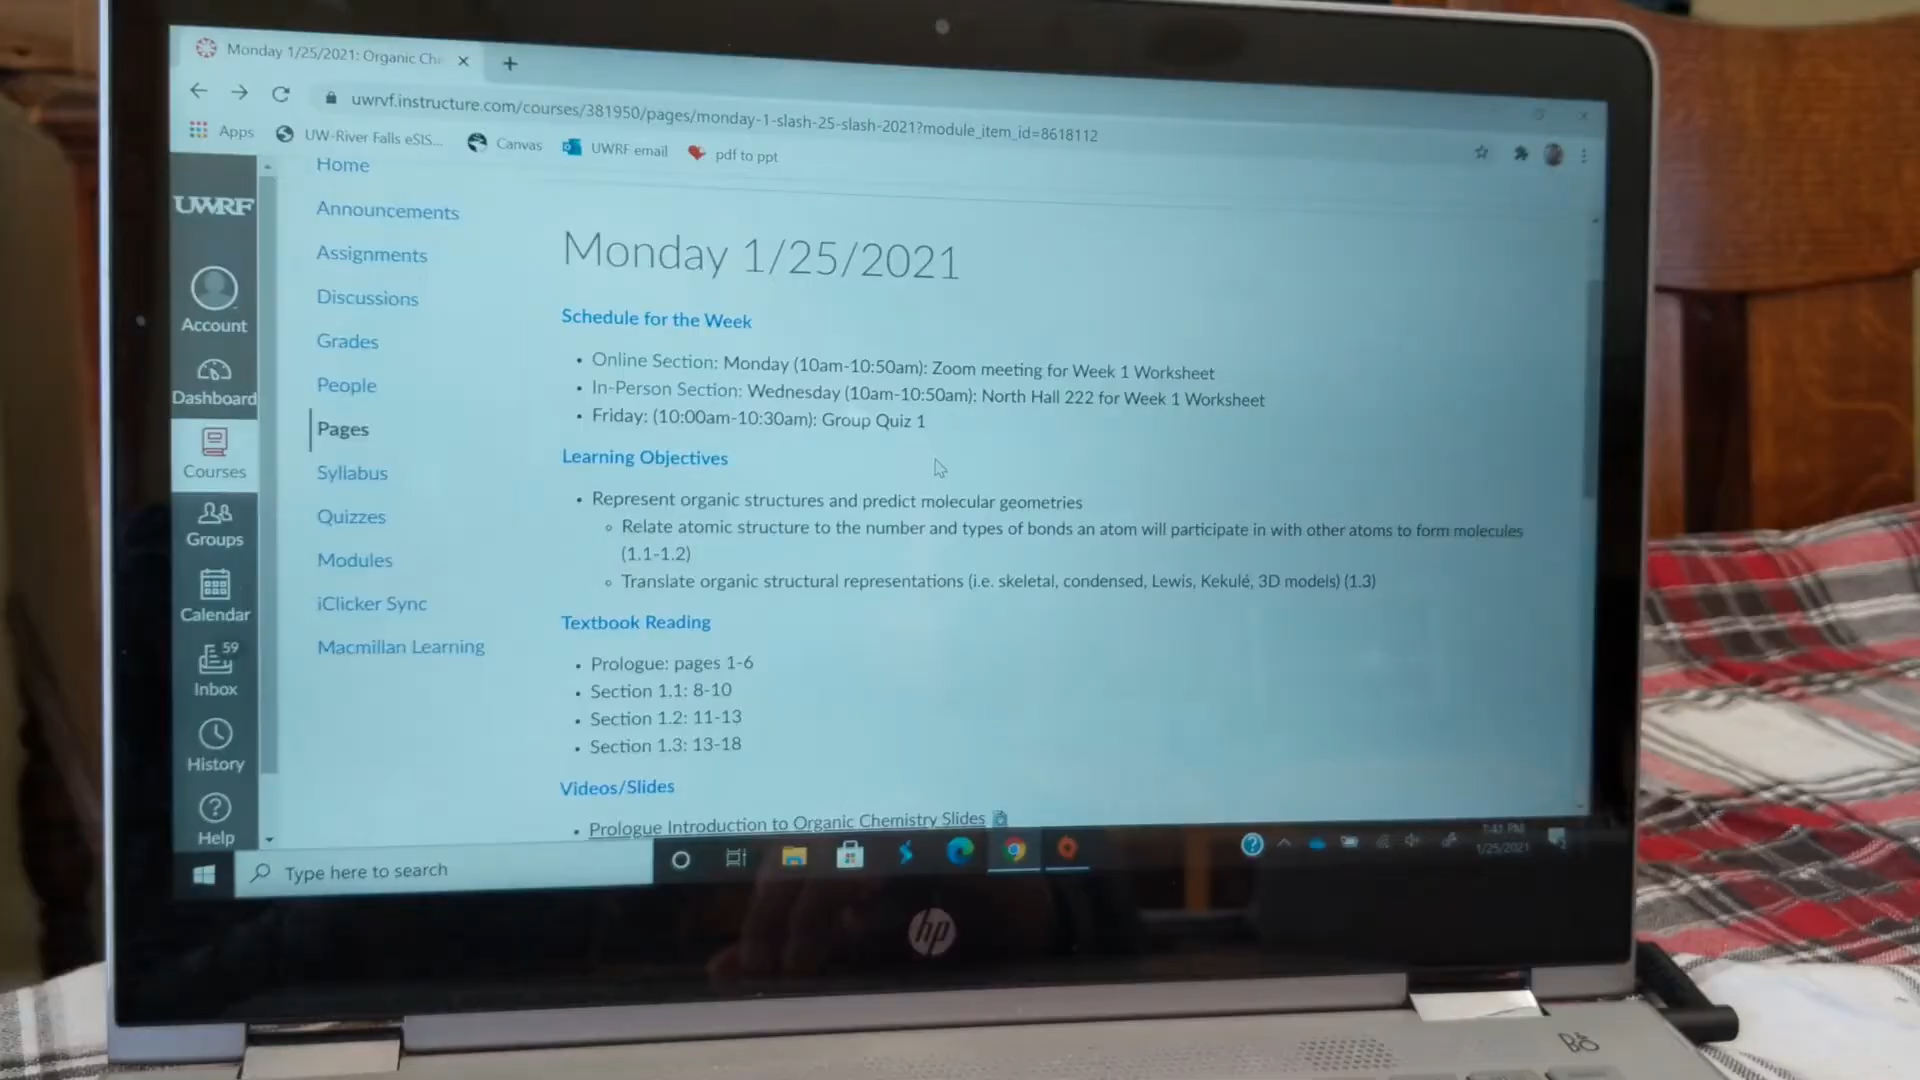 Monday 1/25/2021: Organic Che
uwrvf.instructure.com/courses/381950/pages/monday-1-slash-25-slash-2021?module_item_id=8618112
Apps UW-River Falls eSIS... Canvas UWRF email pdf to ppt
UWRF
Account
Dashboard
Courses
Groups
Calendar
59
Inbox
History
Help
Home
Announcements
Assignments
Discussions
Grades
People
Pages
Syllabus
Quizzes
Modules
iClicker Sync
Macmillan Learning
Monday 1/25/2021
Schedule for the Week
• Online Section: Monday (10am-10:50am): Zoom meeting for Week 1 Worksheet
• In-Person Section: Wednesday (10am-10:50am): North Hall 222 for Week 1 Worksheet
• Friday: (10:00am-10:30am): Group Quiz 1
Learning Objectives
• Represent organic structures and predict molecular geometries
◦ Relate atomic structure to the number and types of bonds an atom will participate in with other atoms to form molecules
(1.1-1.2)
◦ Translate organic structural representations (i.e. skeletal, condensed, Lewis, Kekulé, 3D models) (1.3)
Textbook Reading
• Prologue: pages 1-6
• Section 1.1: 8-10
• Section 1.2: 11-13
• Section 1.3: 13-18
Videos/Slides
• Prologue Introduction to Organic Chemistry Slides
Type here to search
1/25/2021
hp